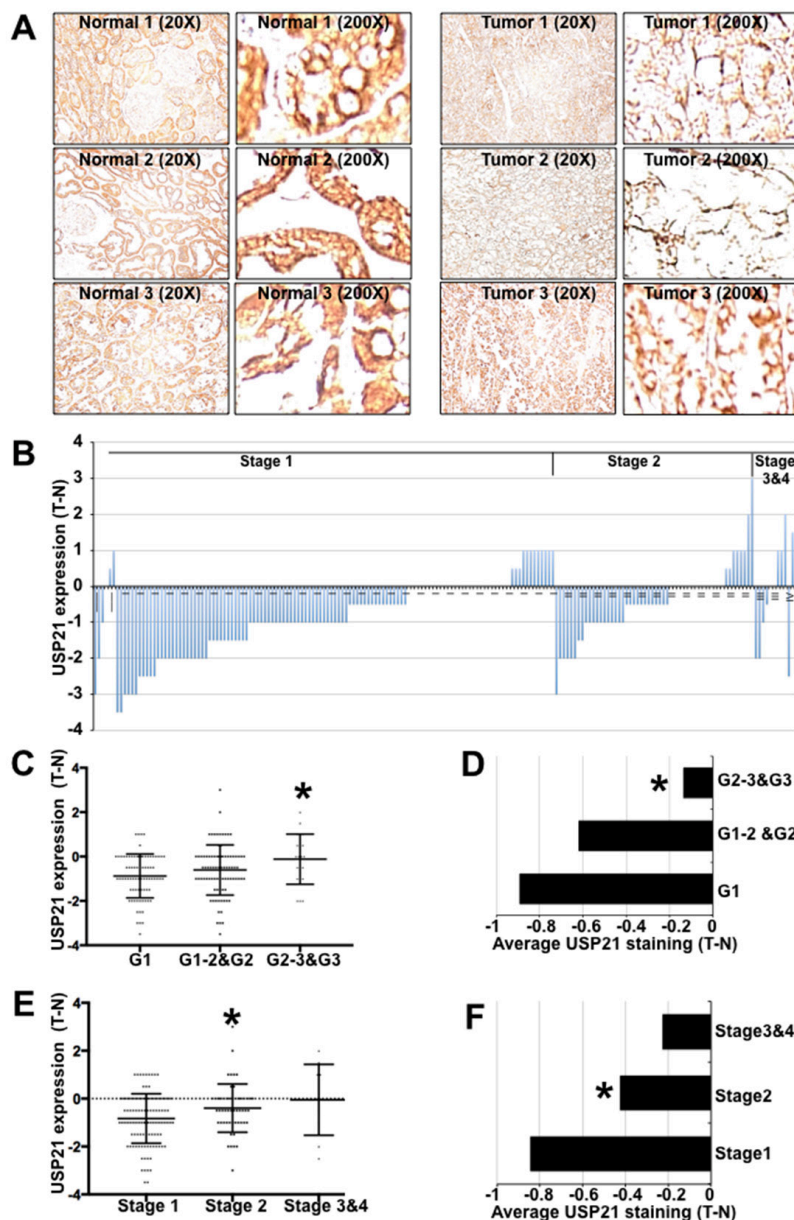 A
Normal 1 (20X)
Normal 1 (200X)
Tumor 1 (20X)
Tumor 1 (200X)
Normal 2 (20X)
Normal 2 (200X)
Tumor 2 (20X)
Tumor 2 (200X)
Normal 3 (20X)
Normal 3 (200X)
Tumor 3 (20X)
Tumor 3 (200X)
B
USP21 expression (T-N)
4
3
2
1
0
-1
-2
-3
-4
Stage 1
Stage 2
Stage
3&4
C
USP21 expression (T-N)
4
2
0
-2
-4
G1
G1-2&G2
G2-3&G3
*
D
*
G2-3&G3
G1-2 &G2
G1
-1
-0.8
-0.6
-0.4
-0.2
0
Average USP21 staining (T-N)
E
USP21 expression (T-N)
4
2
0
-2
-4
Stage 1
Stage 2
Stage 3&4
*
F
Stage3&4
*
Stage2
Stage1
-1
-0.8
-0.6
-0.4
-0.2
0
Average USP21 staining (T-N)